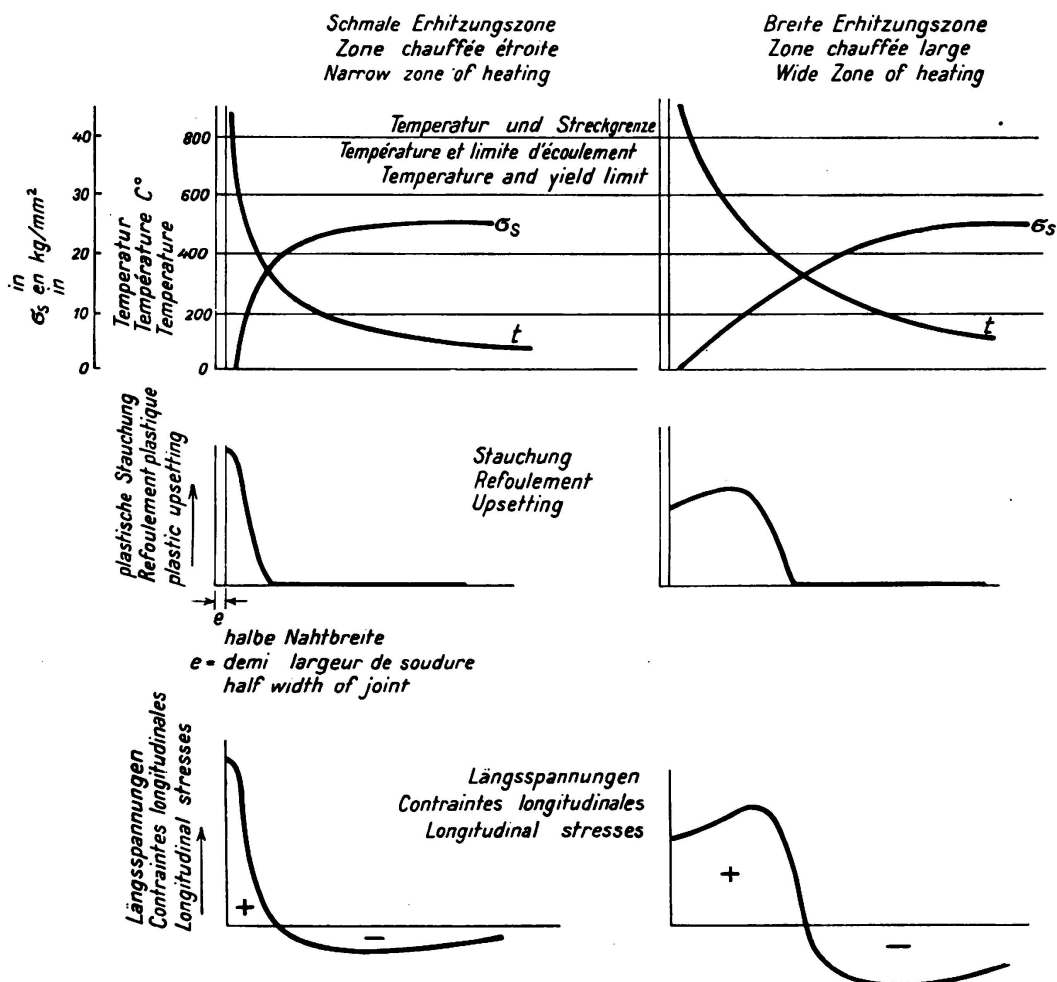 Schmale Erhitzungszone
Zone chauffée étroite
Narrow zone of heating
Breite Erhitzungszone
Zone chauffée large
Wide Zone of heating
Temperatur und Streckgrenze
Température et limite d'écoulement
Temperature and yield limit
in
σs en kg/mm²
in
40
30
20
10
0
Temperatur
Température C°
Temperature
800
600
400
200
0
σs
t
σs
t
plastische Stauchung
Refoulement plastique
plastic upsetting
Stauchung
Refoulement
Upsetting
e
halbe Nahtbreite
e = demi largeur de soudure
half width of joint
Längsspannungen
Contraintes longitudinales
Longitudinal stresses
Längsspannungen
Contraintes longitudinales
Longitudinal stresses
+
−
+
−